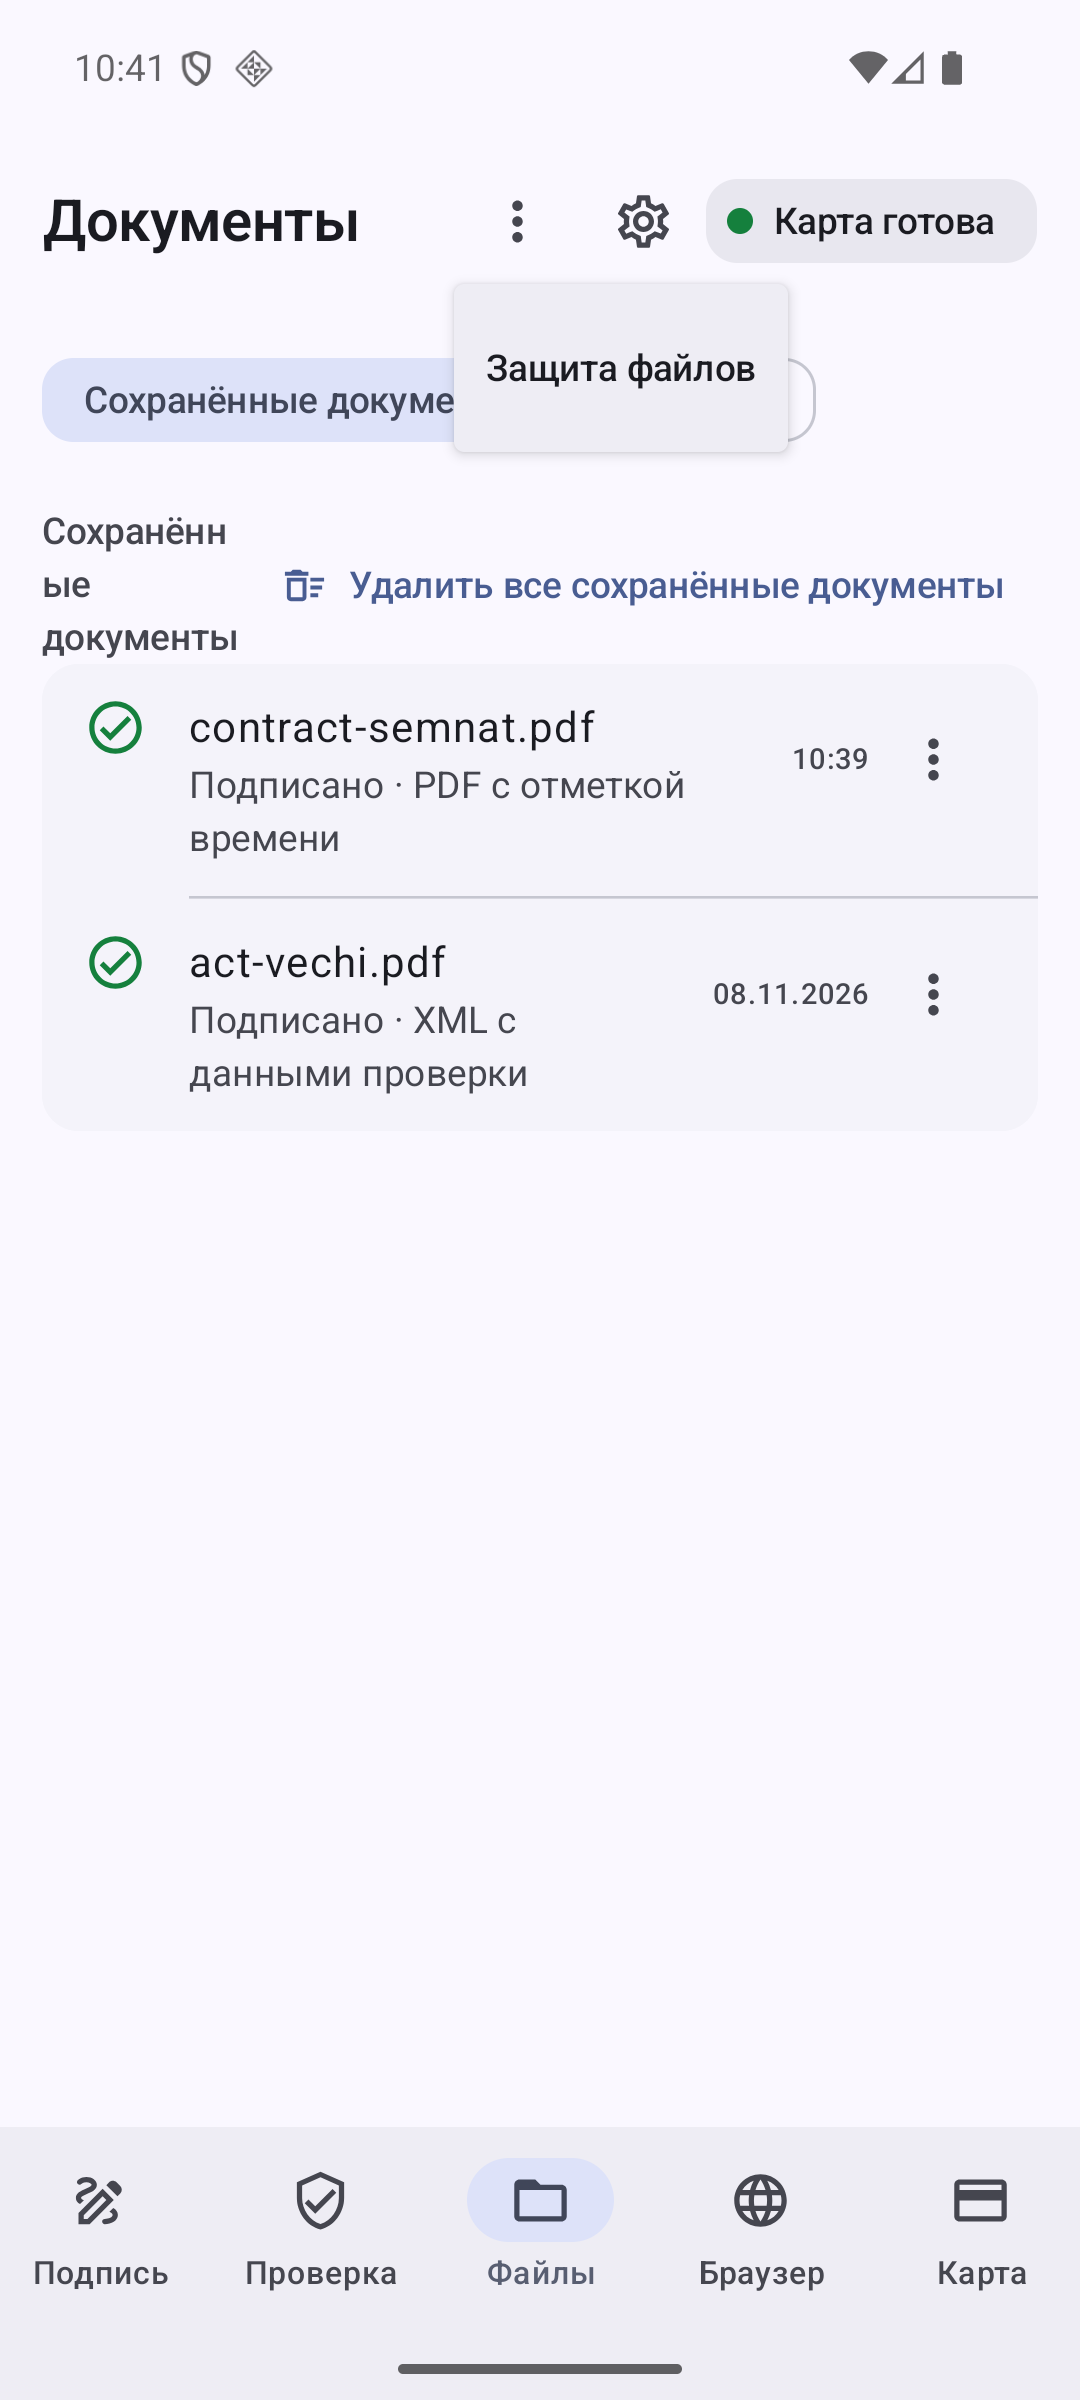 10:41
Документы
Карта готова
Защита файлов
Сохранённые докуме
Сохранённ
ые
документы
Удалить все сохранённые документы
contract-semnat.pdf
Подписано · PDF с отметкой
времени
10:39
act-vechi.pdf
Подписано · XML с
данными проверки
08.11.2026
Подпись
Проверка
Файлы
Браузер
Карта